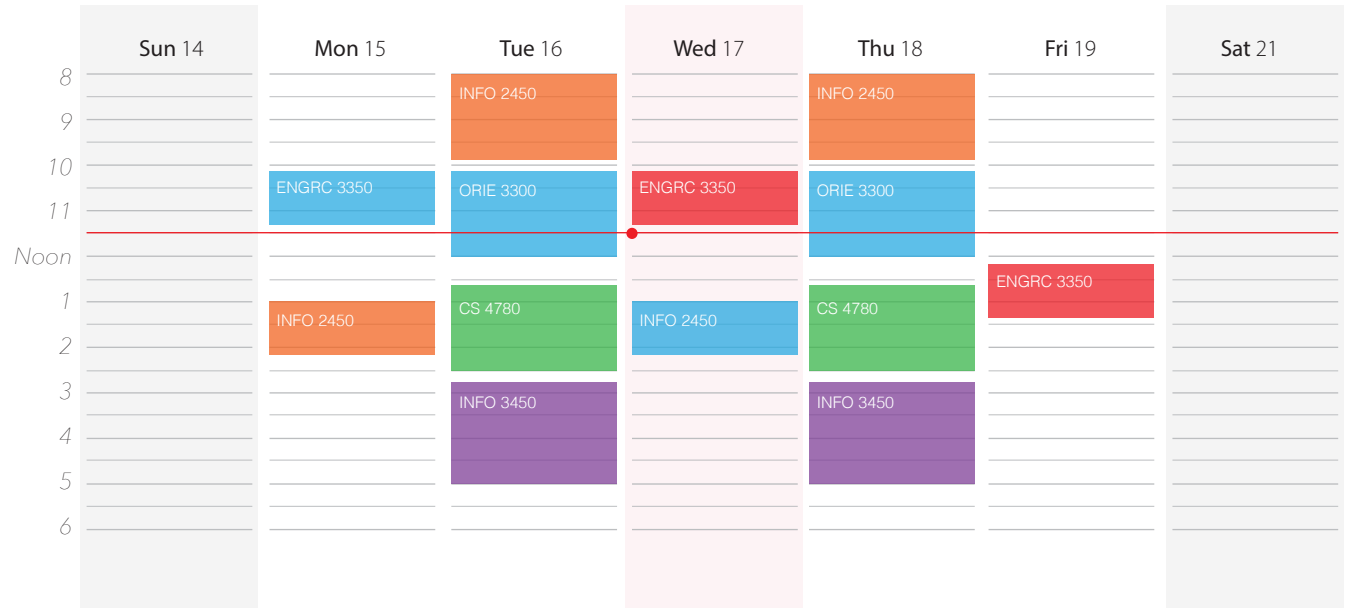 Sun 14
Mon 15
Tue 16
Wed 17
Thu 18
Fri 19
Sat 21
8
9
10
11
Noon
1
2
3
4
5
6
ENGRC 3350
INFO 2450
INFO 2450
ORIE 3300
CS 4780
INFO 3450
ENGRC 3350
INFO 2450
INFO 2450
ORIE 3300
CS 4780
INFO 3450
ENGRC 3350